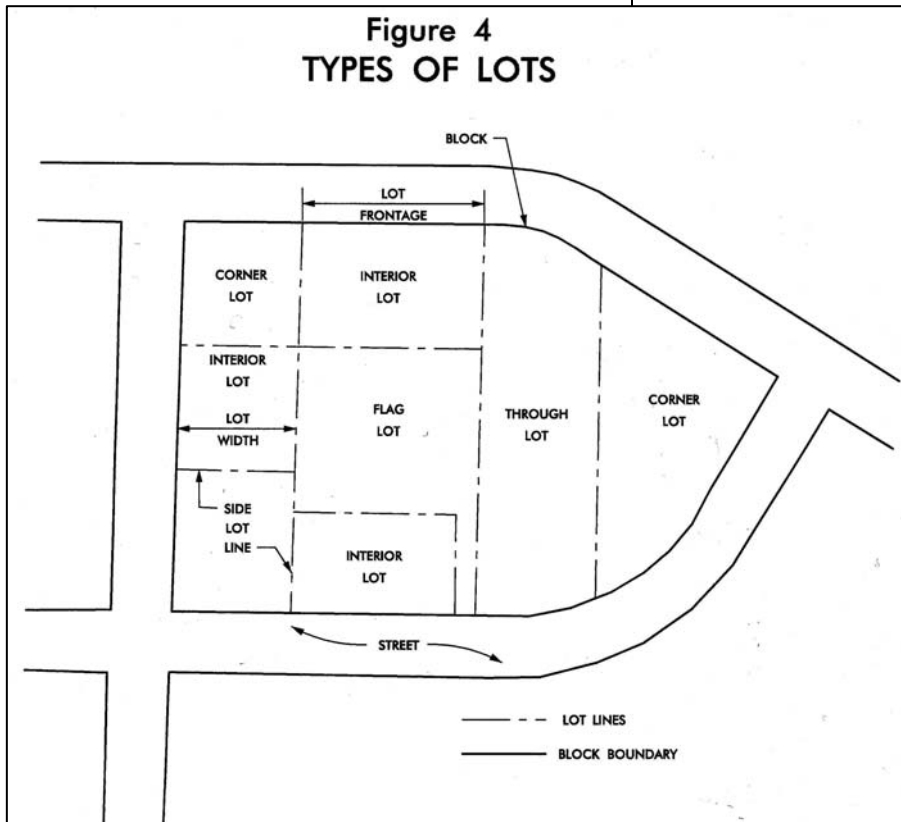 Figure 4
TYPES OF LOTS
BLOCK
LOT
FRONTAGE
CORNER
LOT
INTERIOR
LOT
INTERIOR
LOT
LOT
WIDTH
FLAG
LOT
THROUGH
LOT
CORNER
LOT
SIDE
LOT
LINE
INTERIOR
LOT
STREET
LOT LINES
BLOCK BOUNDARY